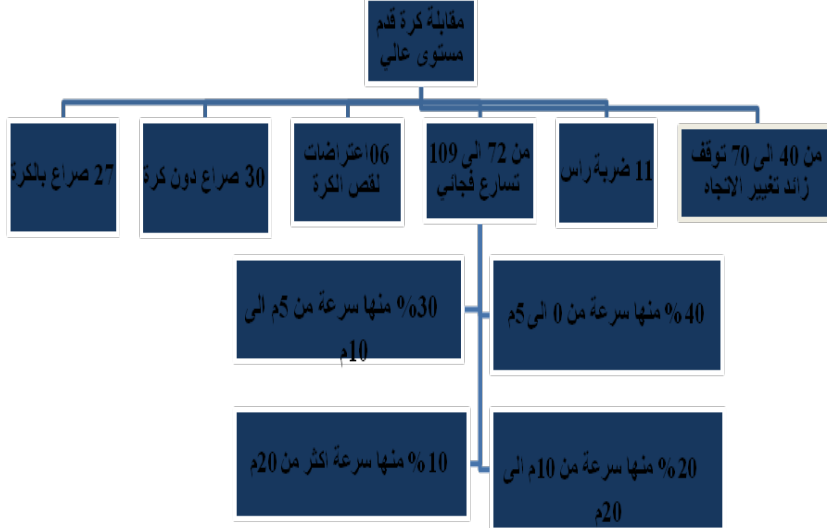 مقابلة كرة قدم
مستوى عالي
من 40 الى 70 توقف
زائد تغيير الاتجاه
11 ضربة راس
من 72 الى 109
تسارع فجائي
06اعتراضات
لقص الكرة
30 صراع دون كرة
27 صراع بالكرة
40% منها سرعة من 0 الى5م
30% منها سرعة من 5م الى
10م
20% منها سرعة من 10م الى
20م
10% منها سرعة اكثر من 20م